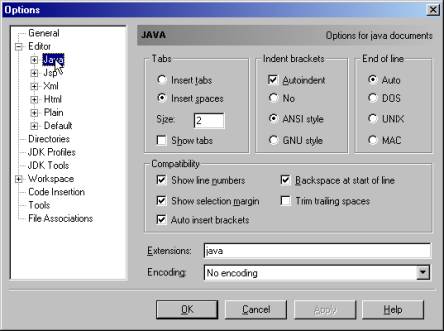 Options
General
Editor
Java
Jsp
Xml
Html
Plain
Default
Directories
JDK Profiles
JDK Tools
Workspace
Code Insertion
Tools
File Associations
JAVA
Options for java documents
Tabs
Insert tabs
Insert spaces
Size: 2
Show tabs
Indent brackets
Autoindent
No
ANSI style
GNU style
End of line
Auto
DOS
UNIX
MAC
Compatibility
Show line numbers
Backspace at start of line
Show selection margin
Trim trailing spaces
Auto insert brackets
Extensions: java
Encoding: No encoding
OK Cancel Apply Help